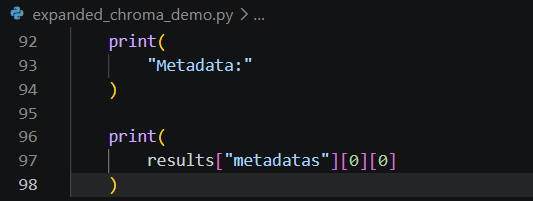 expanded_chroma_demo.py > ...
92 print(
93 "Metadata:"
94 )
95
96 print(
97 results["metadatas"][0][0]
98 )